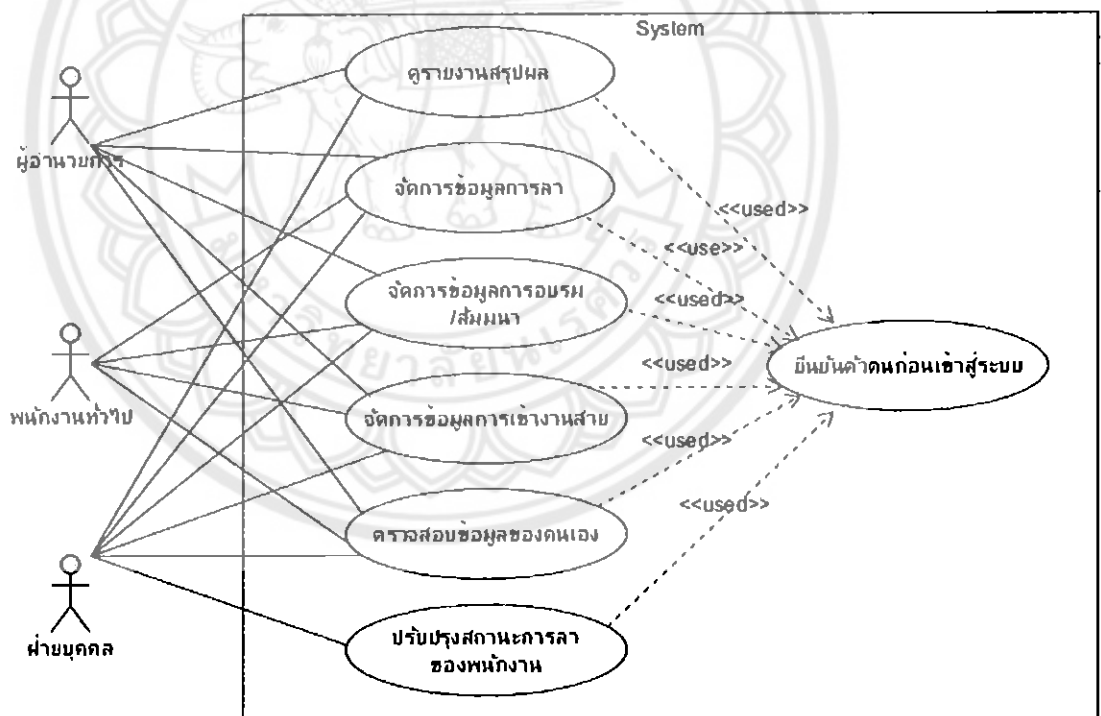 System
ดูรายงานสรุปผล
ผู้อำนวยการ
จัดการข้อมูลการลา
<<used>>
<<use>>
จัดการข้อมูลการอบรม
/สัมมนา
<<used>>
พนักงานทั่วไป
<<used>>
ยืนยันตัวตนก่อนเข้าสู่ระบบ
จัดการข้อมูลการเข้างานสาย
<<used>>
ตรวจสอบข้อมูลของตนเอง
<<used>>
ฝ่ายบุคคล
ปรับปรุงสถานะการลา
ของพนักงาน